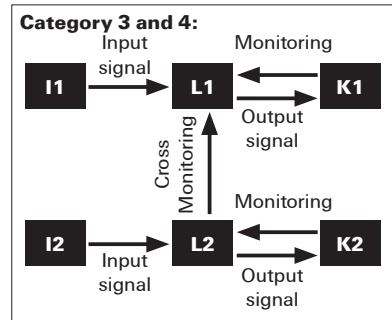 Category 3 and 4:
Input
signal
Monitoring
I1
L1
K1
Output
signal
Cross
Monitoring
Monitoring
I2
L2
K2
Input
signal
Output
signal